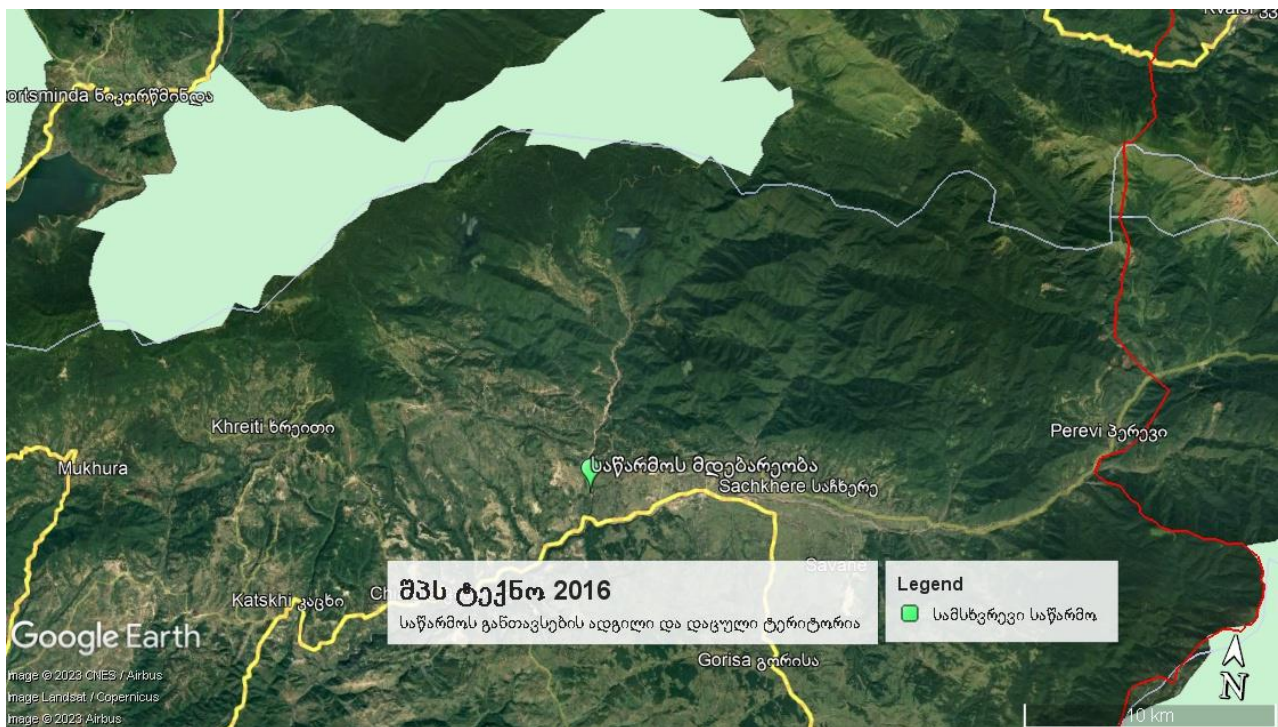 ნიკორწმინდა
Khreiti ხრეითი
Mukhura
Perevi პერევი
საწარმოს მდებარეობა
Sachkhere საჩხერე
Savane
Katskhi კაცხი
შპს ტექნო 2016
საწარმოს განთავსების ადგილი და დაცული ტერიტორია
Legend
სამსხვრევი საწარმო
Google Earth
Gorisa გორისა
Image © 2023 CNES / Airbus
Image Landsat / Copernicus
Image © 2023 Airbus
N
10 km